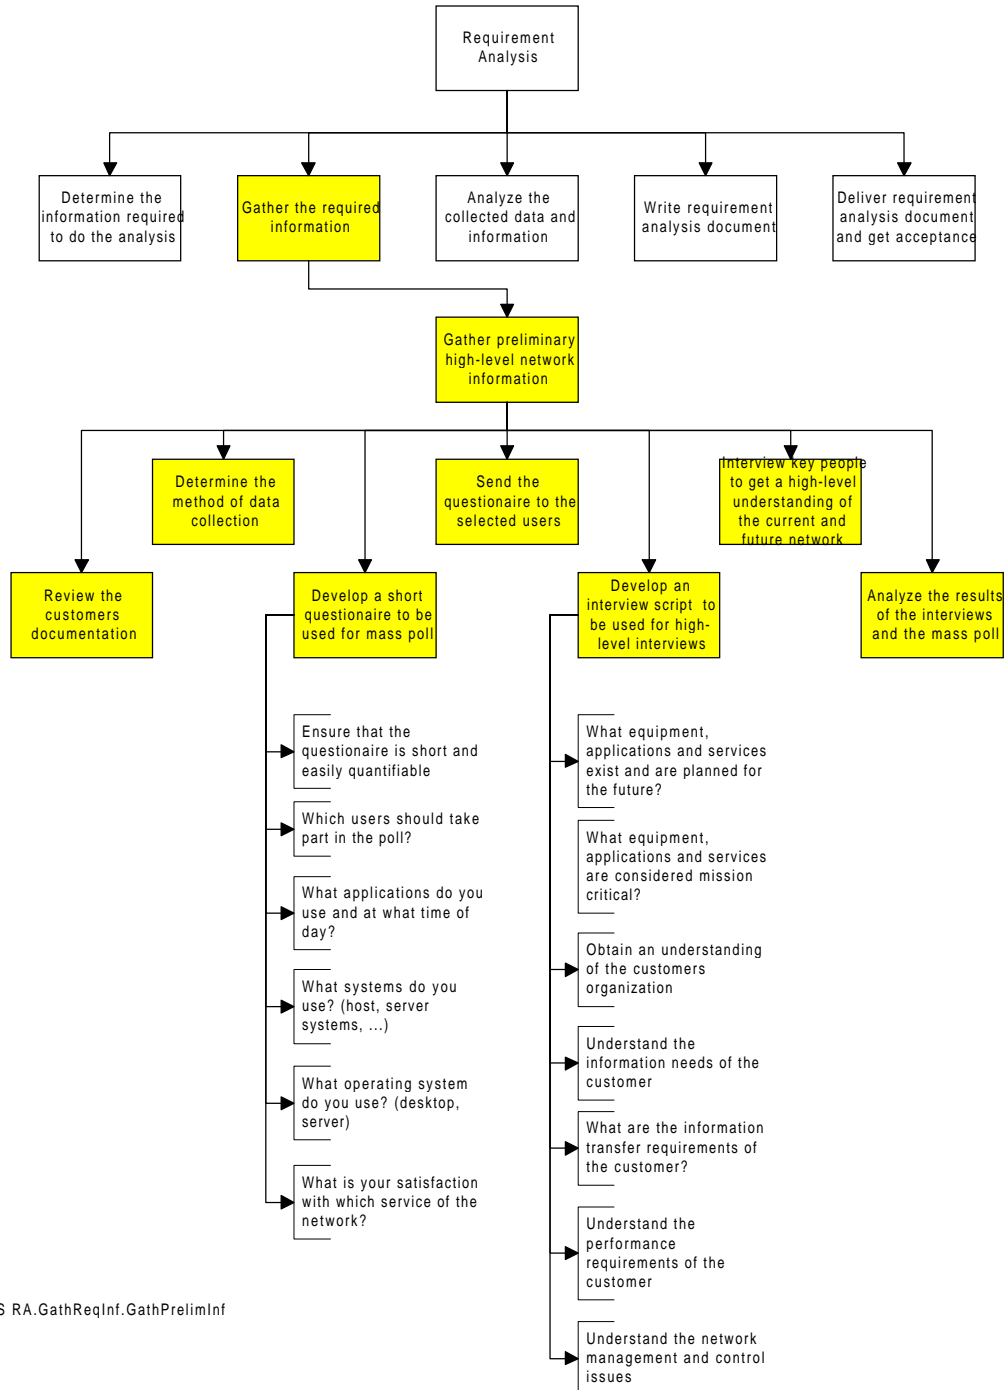 Requirement
Analysis
Determine the
information required
to do the analysis
Gather the required
information
Analyze the
collected data and
information
Write requirement
analysis document
Deliver requirement
analysis document
and get acceptance
Gather preliminary
high-level network
information
Determine the
method of data
collection
Send the
questionaire to the
selected users
Interview key people
to get a high-level
understanding of
the current and
future network
Review the
customers
documentation
Develop a short
questionaire to be
used for mass poll
Develop an
interview script to
be used for high-
level interviews
Analyze the results
of the interviews
and the mass poll
Ensure that the
questionaire is short and
easily quantifiable
Which users should take
part in the poll?
What applications do you
use and at what time of
day?
What systems do you
use? (host, server
systems, ...)
What operating system
do you use? (desktop,
server)
What is your satisfaction
with which service of the
network?
What equipment,
applications and services
exist and are planned for
the future?
What equipment,
applications and services
are considered mission
critical?
Obtain an understanding
of the customers
organization
Understand the
information needs of the
customer
What are the information
transfer requirements of
the customer?
Understand the
performance
requirements of the
customer
Understand the network
management and control
issues
S RA.GathReqInf.GathPrelimInf